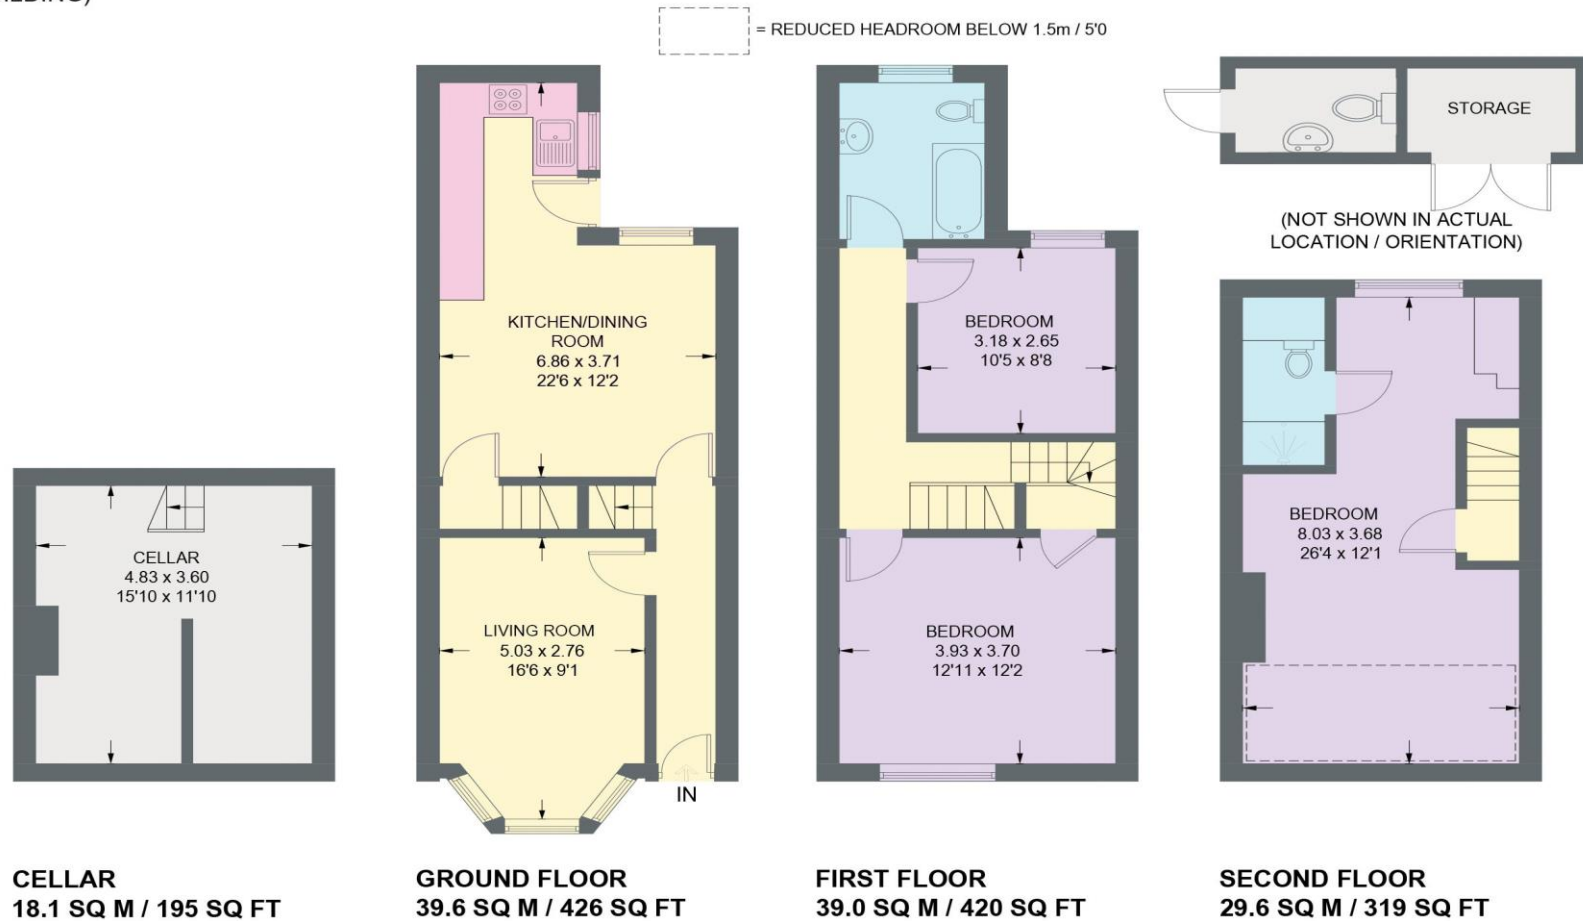 = REDUCED HEADROOM BELOW 1.5m / 5'0
STORAGE
(NOT SHOWN IN ACTUAL
LOCATION / ORIENTATION)
KITCHEN/DINING
ROOM
6.86 x 3.71
22'6 x 12'2
BEDROOM
3.18 x 2.65
10'5 x 8'8
BEDROOM
8.03 x 3.68
26'4 x 12'1
CELLAR
4.83 x 3.60
15'10 x 11'10
LIVING ROOM
5.03 x 2.76
16'6 x 9'1
BEDROOM
3.93 x 3.70
12'11 x 12'2
IN
CELLAR
18.1 SQ M / 195 SQ FT
GROUND FLOOR
39.6 SQ M / 426 SQ FT
FIRST FLOOR
39.0 SQ M / 420 SQ FT
SECOND FLOOR
29.6 SQ M / 319 SQ FT